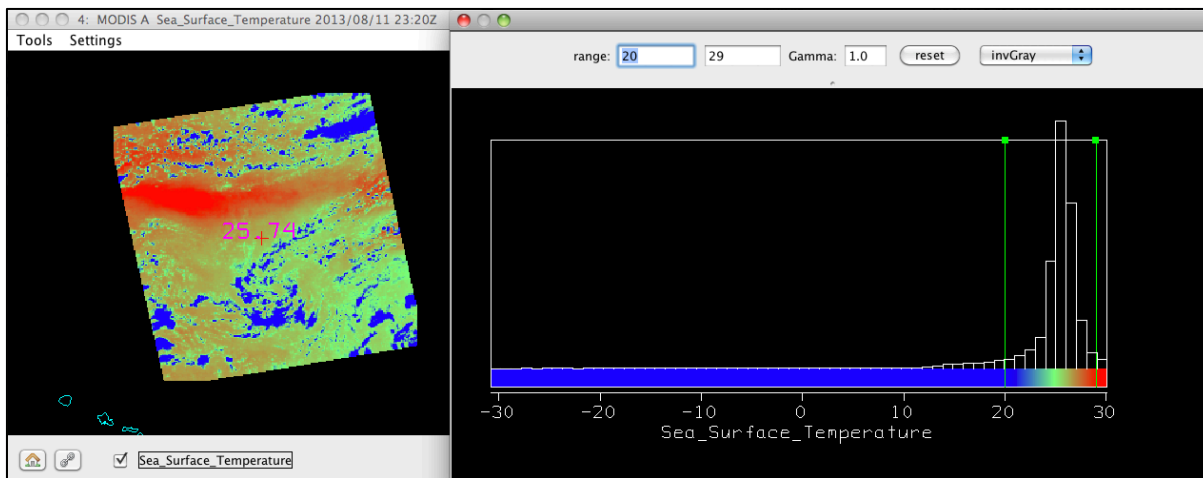 4: MODIS A Sea_Surface_Temperature 2013/08/11 23:20Z
Tools Settings
25.74
Sea_Surface_Temperature
range: 20 29 Gamma: 1.0 reset invGray
-30 -20 -10 0 10 20 30
Sea_Surface_Temperature